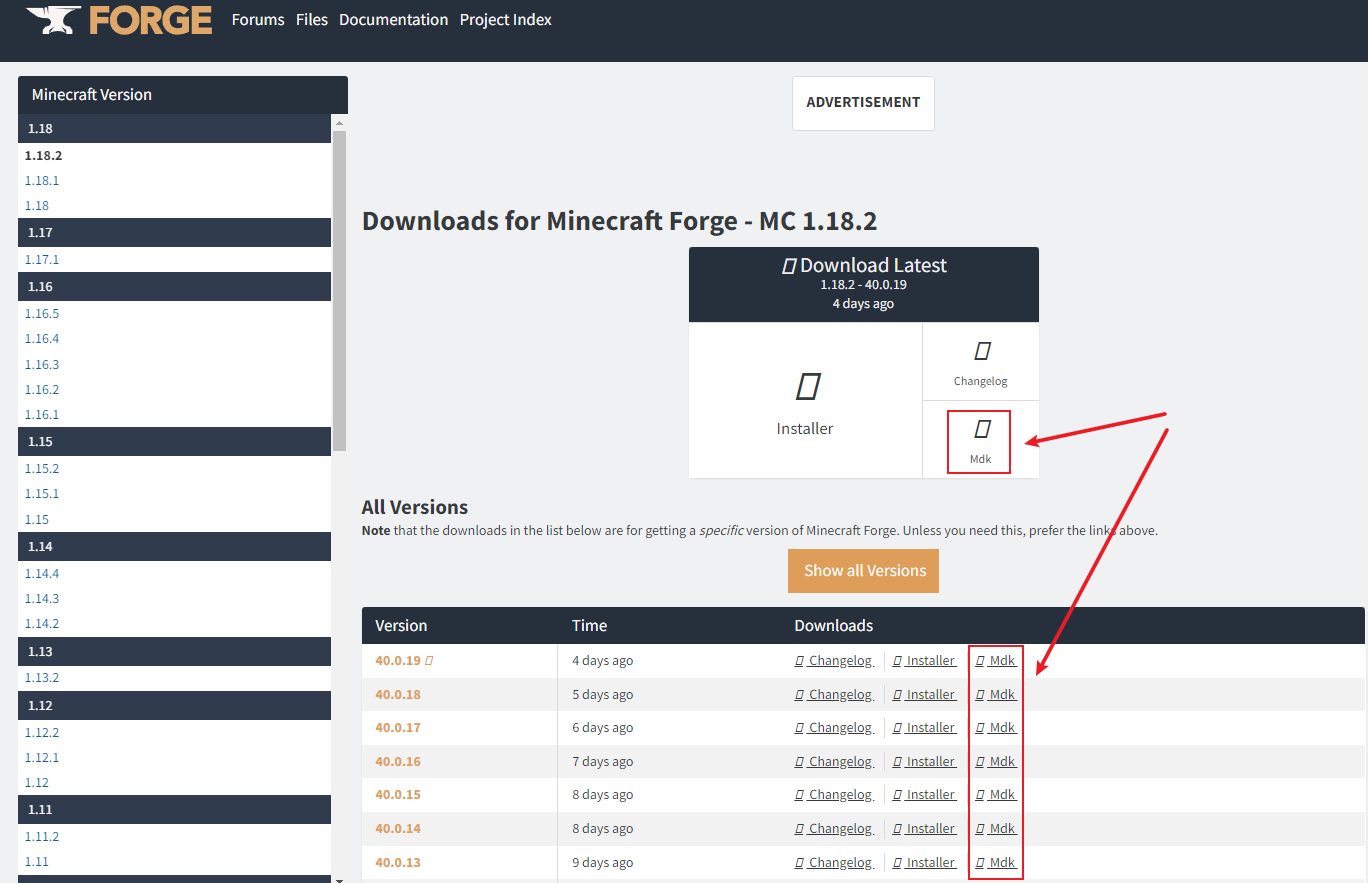 FORGE Forums Files Documentation Project Index
Minecraft Version
1.18
1.18.2
1.18.1
1.18
1.17
1.17.1
1.16
1.16.5
1.16.4
1.16.3
1.16.2
1.16.1
1.15
1.15.2
1.15.1
1.15
1.14
1.14.4
1.14.3
1.14.2
1.13
1.13.2
1.12
1.12.2
1.12.1
1.12
1.11
1.11.2
1.11
ADVERTISEMENT
Downloads for Minecraft Forge - MC 1.18.2
Download Latest
1.18.2 - 40.0.19
4 days ago
Installer
Changelog
Mdk
All Versions
Note that the downloads in the list below are for getting a specific version of Minecraft Forge. Unless you need this, prefer the links above.
Show all Versions
Version Time Downloads
40.0.19 4 days ago Changelog Installer Mdk
40.0.18 5 days ago Changelog Installer Mdk
40.0.17 6 days ago Changelog Installer Mdk
40.0.16 7 days ago Changelog Installer Mdk
40.0.15 8 days ago Changelog Installer Mdk
40.0.14 8 days ago Changelog Installer Mdk
40.0.13 9 days ago Changelog Installer Mdk